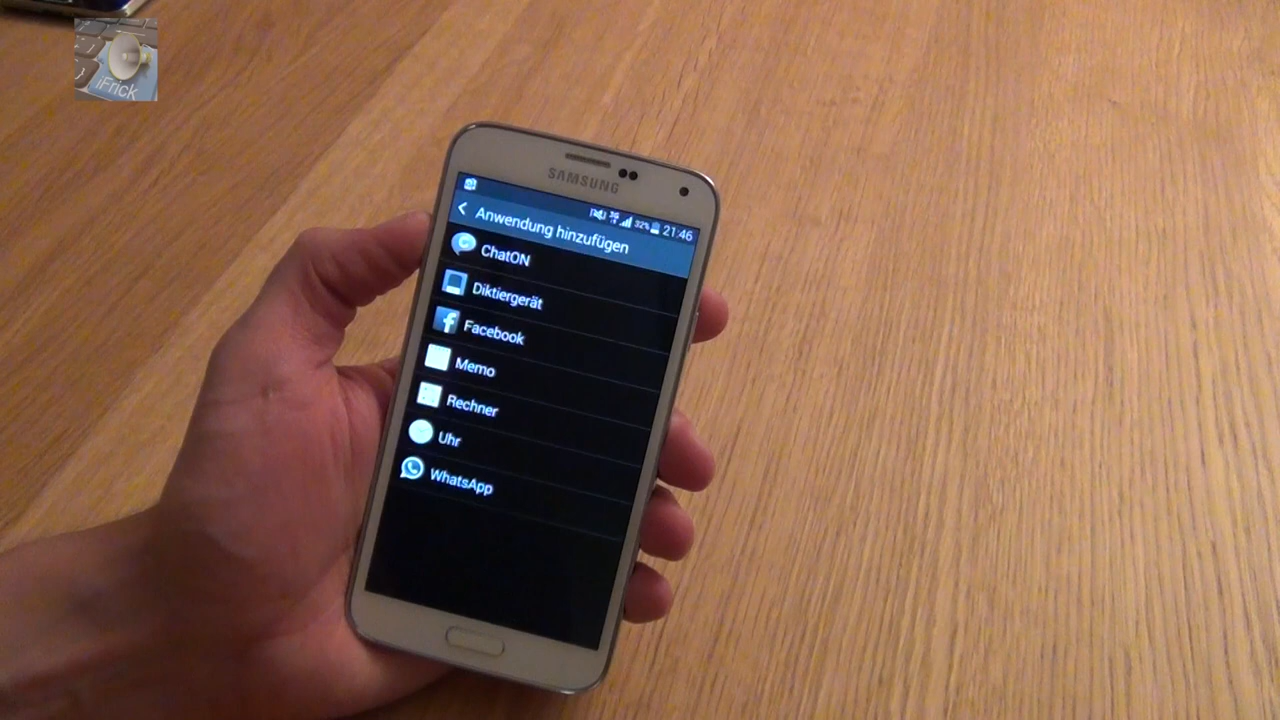 iFrick
SAMSUNG
32% 21:46
Anwendung hinzufügen
ChatON
Diktiergerät
Facebook
Memo
Rechner
Uhr
WhatsApp